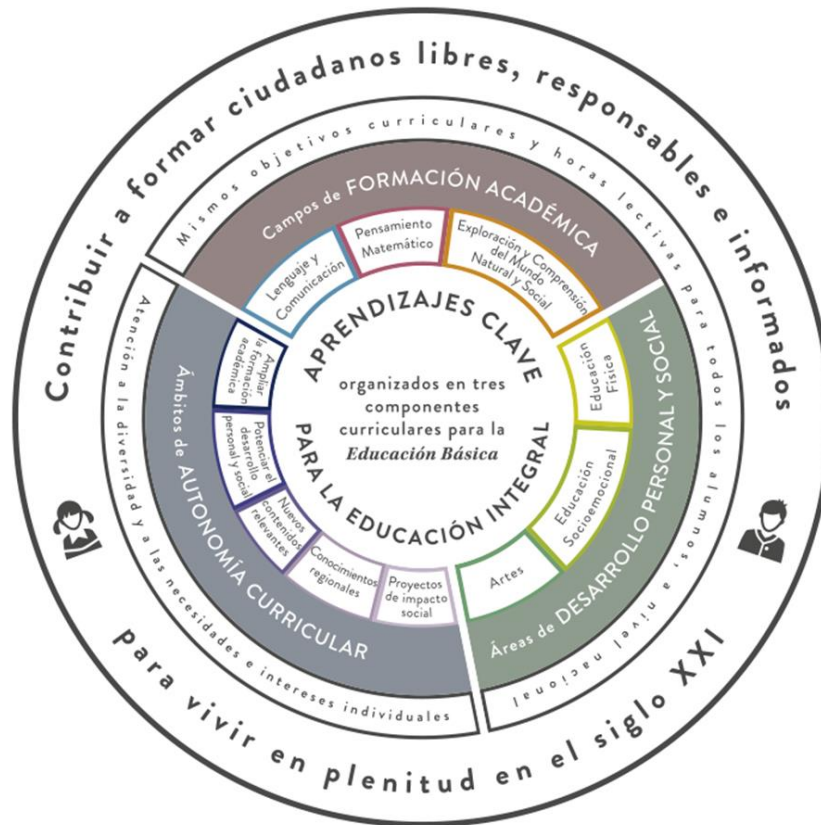 Contribuir a formar ciudadanos libres, responsables e informados
para vivir en plenitud en el siglo XXI
Mismos objetivos curriculares y horas lectivas para todos los alumnos, a nivel nacional
Atención a la diversidad y a las necesidades e intereses individuales
Campos de FORMACIÓN ACADÉMICA
Lenguaje y
Comunicación
Pensamiento
Matemático
Exploración y Comprensión
del Mundo
Natural y Social
Áreas de DESARROLLO PERSONAL Y SOCIAL
Educación
Física
Educación
Socioemocional
Artes
Ámbitos de AUTONOMÍA CURRICULAR
Ampliar
la formación
académica
Potenciar el
desarrollo
personal y social
Nuevos
contenidos
relevantes
Conocimientos
regionales
Proyectos
de impacto
social
APRENDIZAJES CLAVE
organizados en tres
componentes
curriculares para la
Educación Básica
PARA LA EDUCACIÓN INTEGRAL